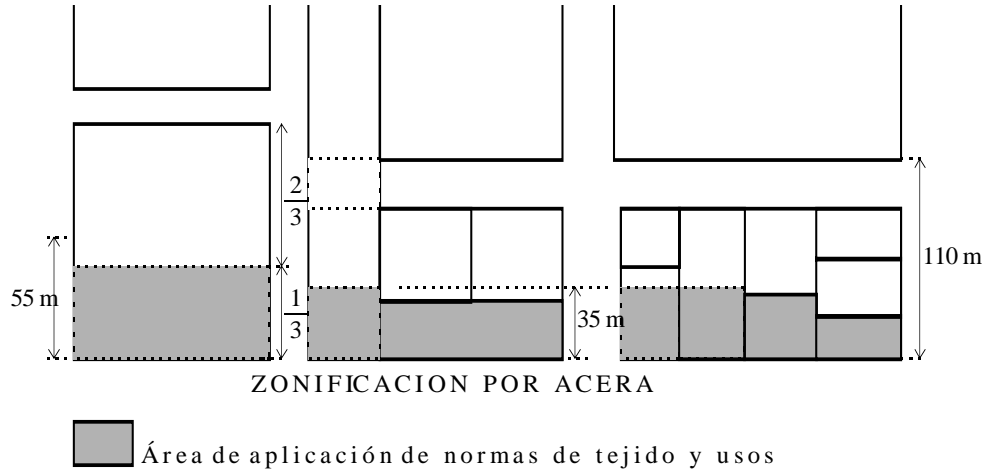 2
3
110 m
55 m
1
3
35 m
ZONIFICACION POR ACERA
Área de aplicación de normas de tejido y usos